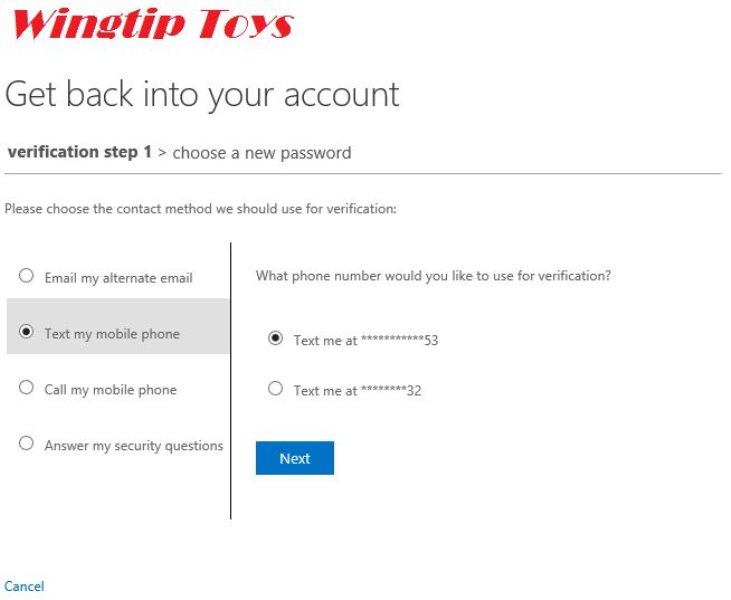 Wingtip Toys
Get back into your account
verification step 1 > choose a new password
Please choose the contact method we should use for verification:
Email my alternate email
Text my mobile phone
Call my mobile phone
Answer my security questions
What phone number would you like to use for verification?
Text me at ***********53
Text me at ********32
Next
Cancel